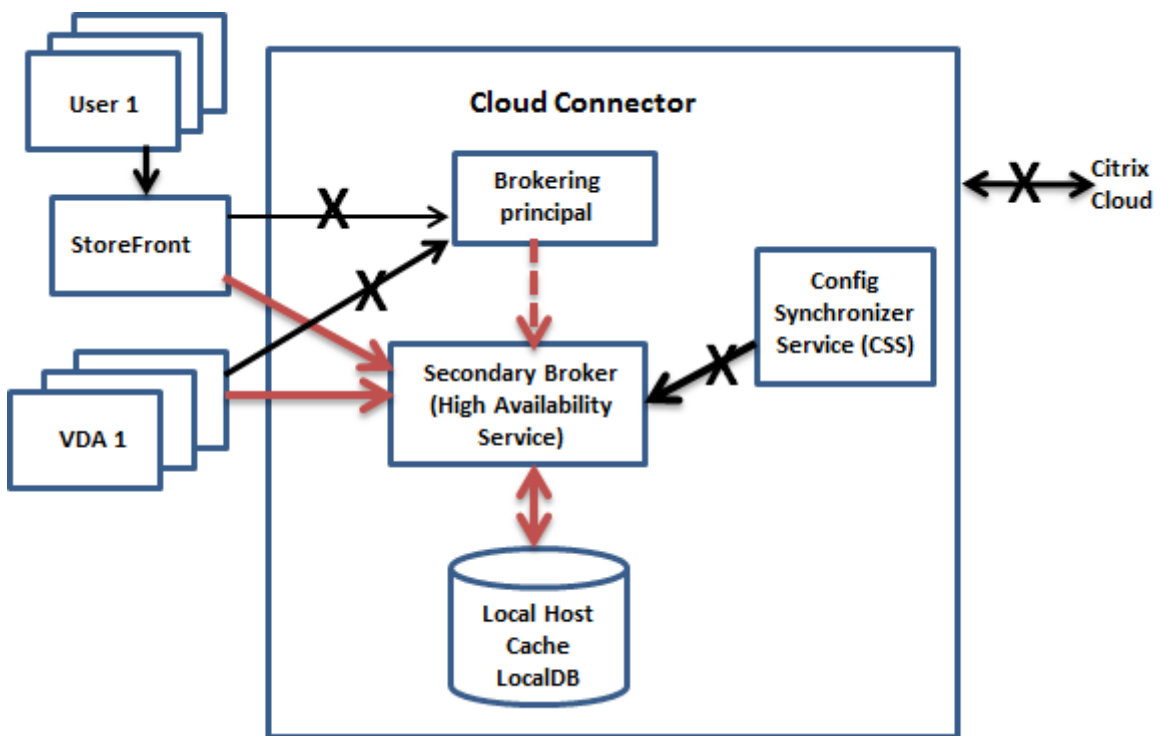 User 1
Cloud Connector
Brokering
principal
X
X
Citrix
Cloud
StoreFront
X
Config
Synchronizer
Service (CSS)
X
Secondary Broker
(High Availability
Service)
VDA 1
Local Host
Cache
LocalDB